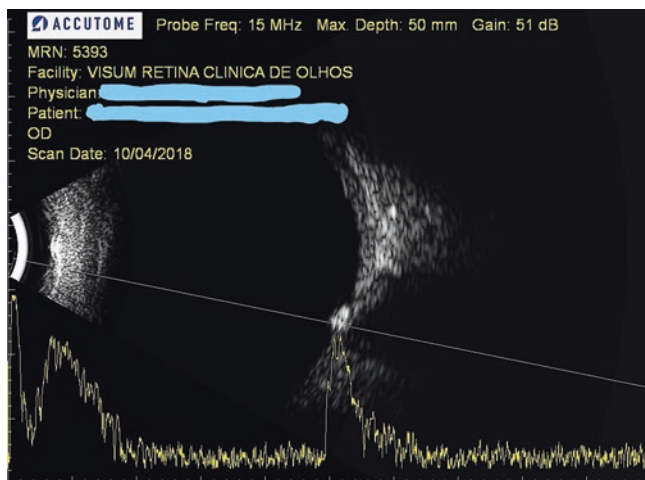 ACCUTOME Probe Freq: 15 MHz Max. Depth: 50 mm Gain: 51 dB
MRN: 5393
Facility: VISUM RETINA CLINICA DE OLHOS
Physician
Patient:
OD
Scan Date: 10/04/2018